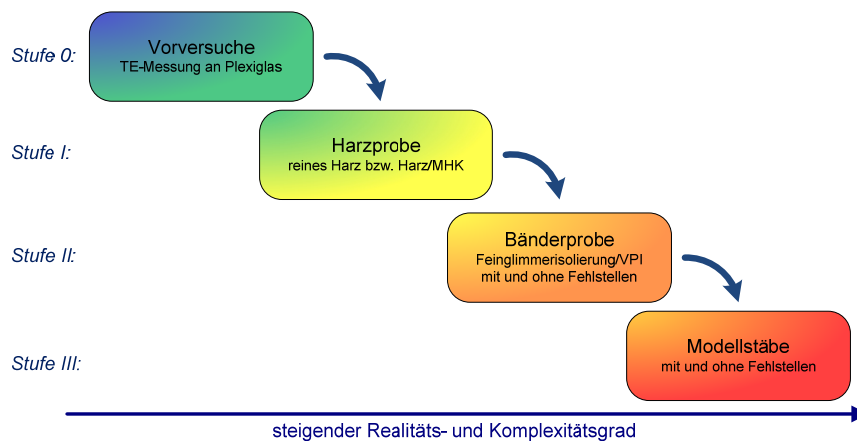 Stufe 0:
Vorversuche
TE-Messung an Plexiglas
Stufe I:
Harzprobe
reines Harz bzw. Harz/MHK
Stufe II:
Bänderprobe
Feinglimmerisolierung/VPI
mit und ohne Fehlstellen
Stufe III:
Modellstäbe
mit und ohne Fehlstellen
steigender Realitäts- und Komplexitätsgrad